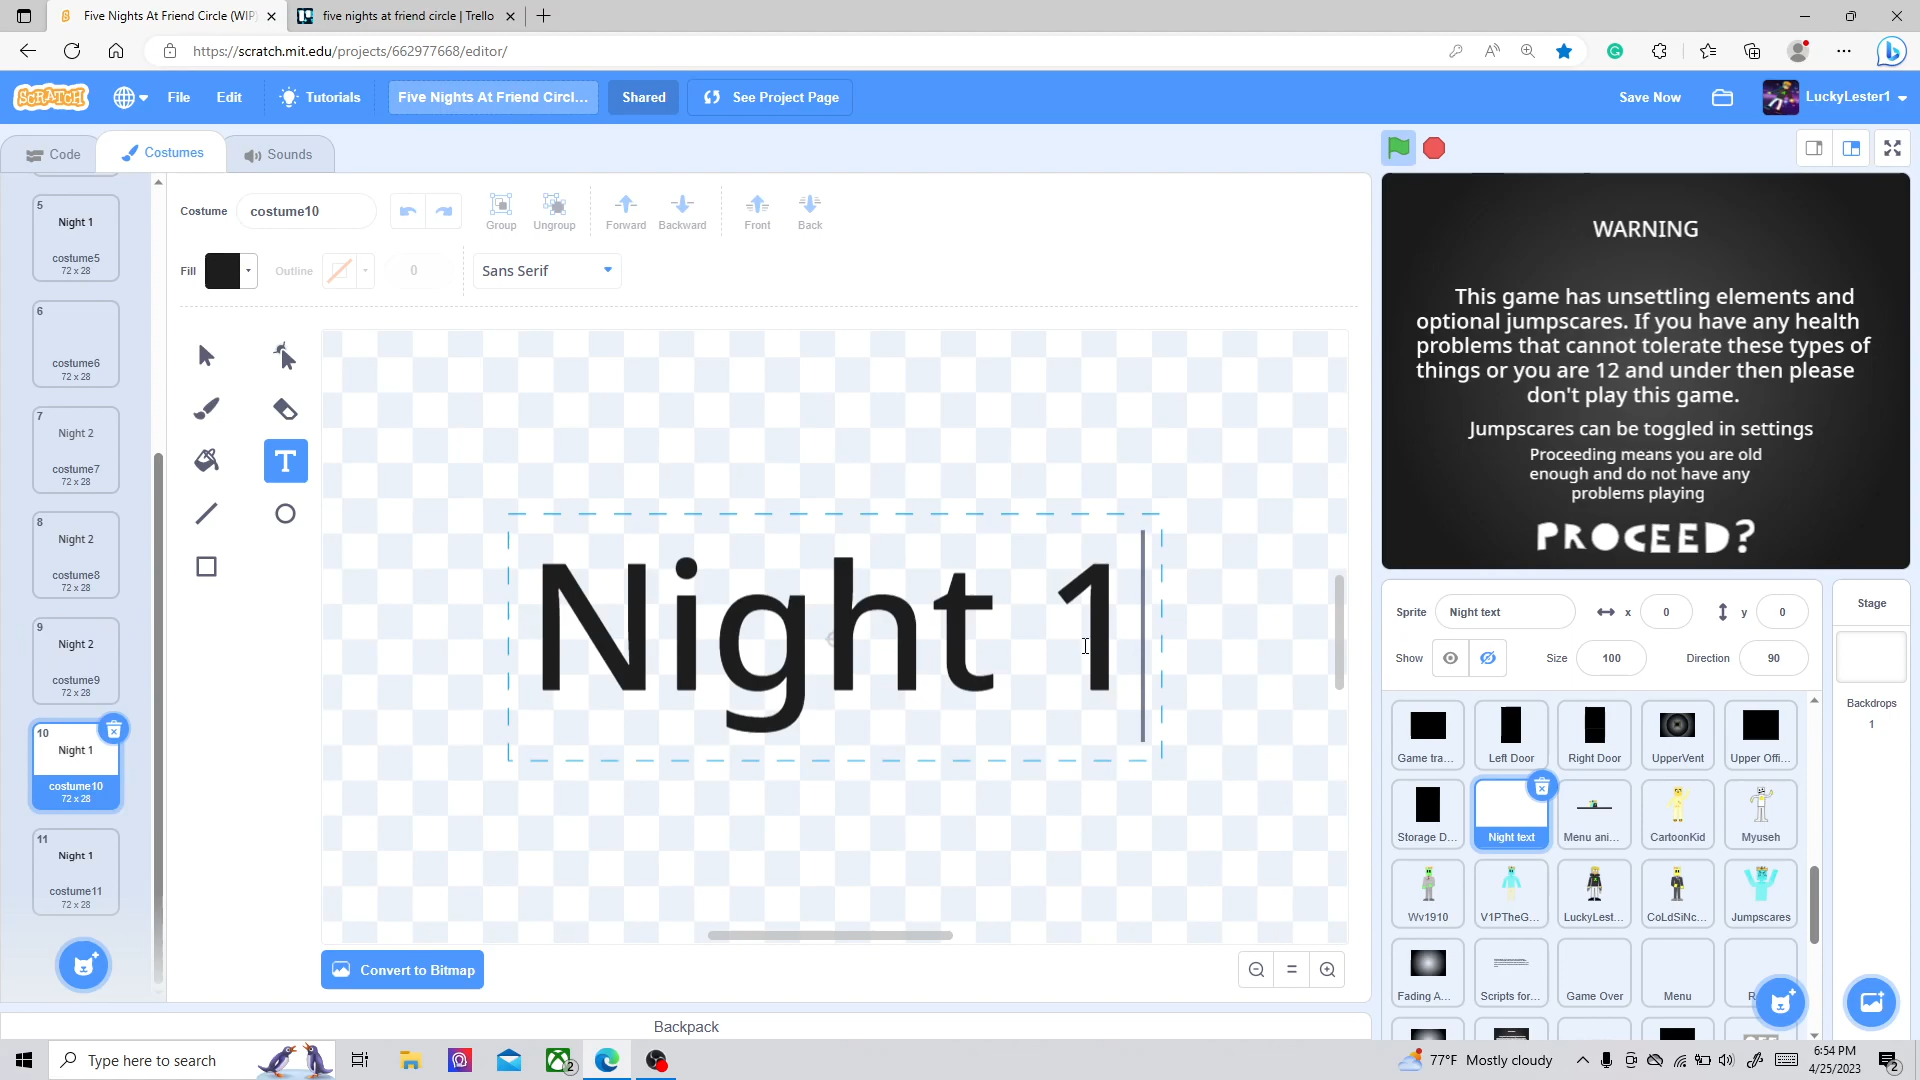 Five Nights At Friend Circle (WIP)
five nights at friend circle | Trello
https://scratch.mit.edu/projects/662977668/editor/
SCRATCH
File
Edit
Tutorials
Five Nights At Friend Circl...
Shared
See Project Page
Save Now
LuckyLester1
Code
Costumes
Sounds
5
Night 1
costume5
72 x 28
6
costume6
72 x 28
7
Night 2
costume7
72 x 28
8
Night 2
costume8
72 x 28
9
Night 2
costume9
72 x 28
10
Night 1
costume10
72 x 28
11
Night 1
costume11
72 x 28
Costume
costume10
Group
Ungroup
Forward
Backward
Front
Back
Fill
Outline
0
Sans Serif
T
Night 1
Convert to Bitmap
WARNING
This game has unsettling elements and
optional jumpscares. If you have any health
problems that cannot tolerate these types of
things or you are 12 and under then please
don't play this game.
Jumpscares can be toggled in settings
Proceeding means you are old
enough and do not have any
problems playing
PROCEED?
Sprite
Night text
x
0
y
0
Show
Size
100
Direction
90
Stage
Backdrops
1
Game tra...
Left Door
Right Door
UpperVent
Upper Offi...
Storage D...
Night text
Menu ani...
CartoonKid
Myuseh
Wv1910
V1PTheG...
LuckyLest...
CoLdSiNc...
Jumpscares
Fading A...
Scripts for...
Game Over
Menu
Backpack
Type here to search
2
77°F Mostly cloudy
6:54 PM
4/25/2023
2